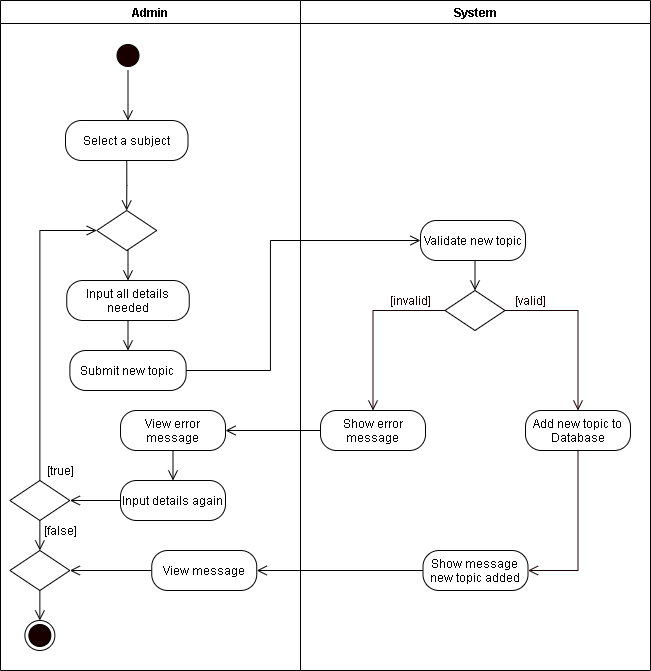 Admin
System
Select a subject
Validate new topic
Input all details
needed
[invalid]
[valid]
Submit new topic
View error
message
Show error
message
Add new topic to
Database
[true]
Input details again
[false]
View message
Show message
new topic added